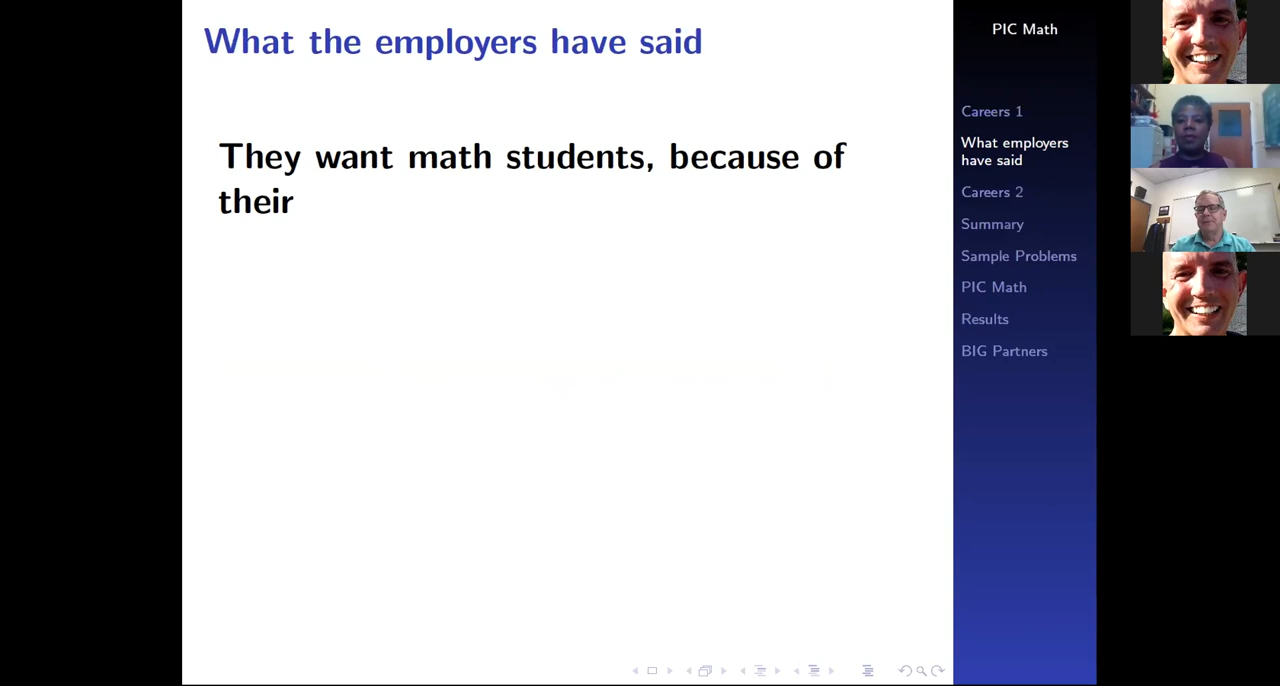 What the employers have said
They want math students, because of
their
PIC Math
Careers 1
What employers
have said
Careers 2
Summary
Sample Problems
PIC Math
Results
BIG Partners